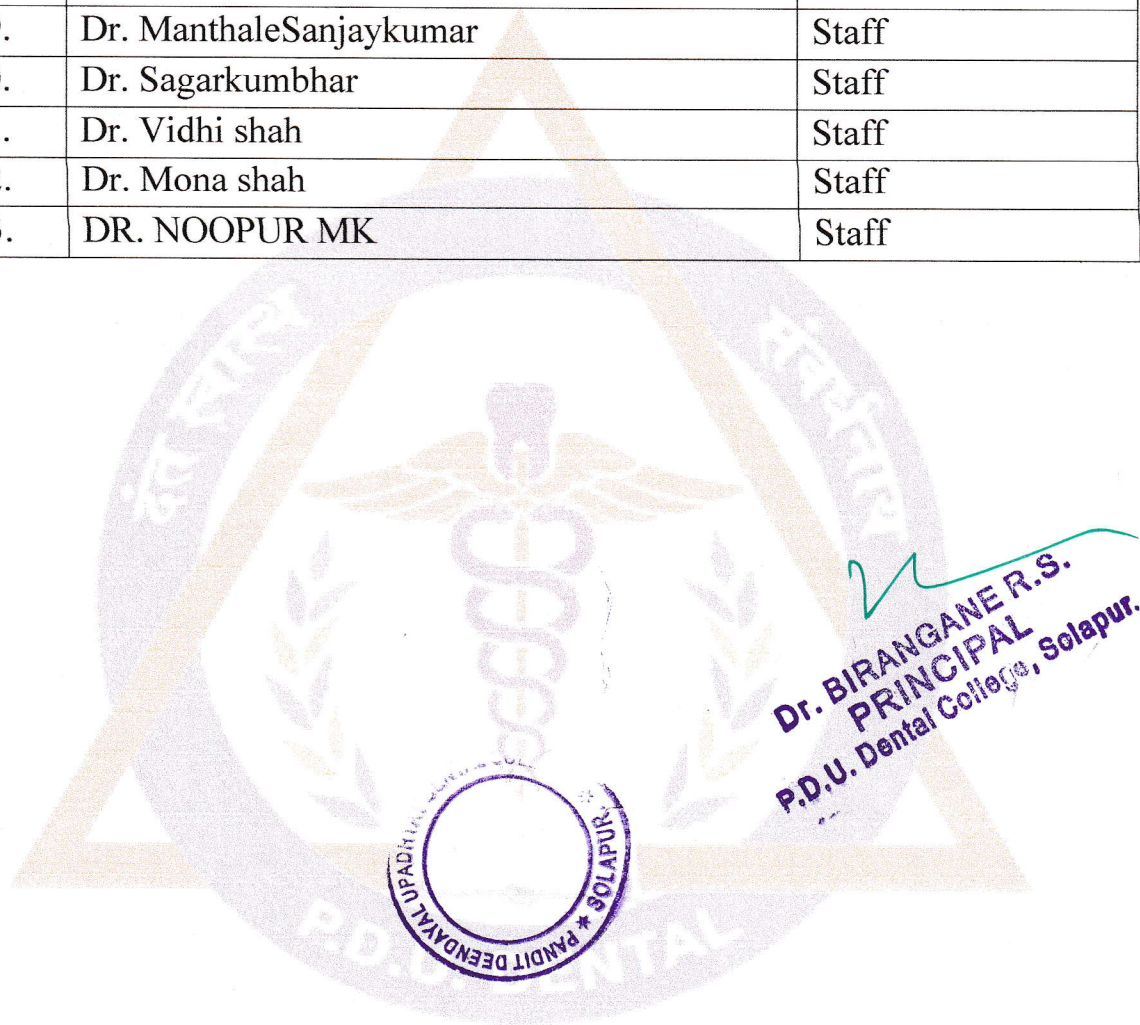 Dr. ManthaleSanjaykumar Staff
Dr. Sagarkumbhar Staff
. Dr. Vidhi shah Staff
. Dr. Mona shah Staff
. DR. NOOPUR MK Staff
दंत स्वास्थ्य
Dr. BIRANGANE R.S.
PRINCIPAL
P.D.U. Dental College, Solapur.
PANDIT DEENDAYAL UPADHYAY SOLAPUR.
P.D.U. DENTAL